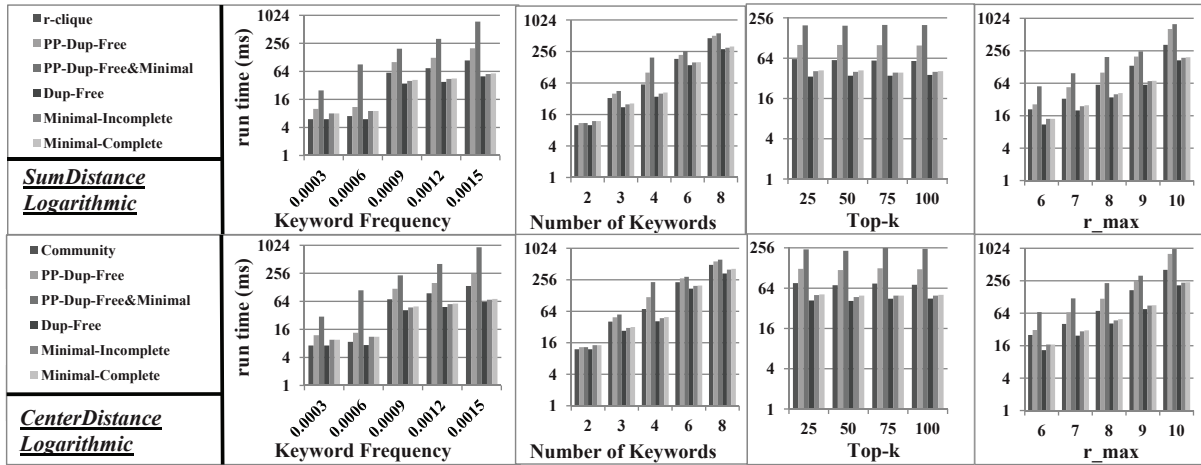 r-clique
PP-Dup-Free
PP-Dup-Free&Minimal
Dup-Free
Minimal-Incomplete
Minimal-Complete
SumDistance
Logarithmic
run time (ms)
1024
256
64
16
4
1
0.0003 0.0006 0.0009 0.0012 0.0015
Keyword Frequency
1024
256
64
16
4
1
2 3 4 6 8
Number of Keywords
256
64
16
4
1
25 50 75 100
Top-k
1024
256
64
16
4
1
6 7 8 9 10
r_max
Community
PP-Dup-Free
PP-Dup-Free&Minimal
Dup-Free
Minimal-Incomplete
Minimal-Complete
CenterDistance
Logarithmic
run time (ms)
1024
256
64
16
4
1
0.0003 0.0006 0.0009 0.0012 0.0015
Keyword Frequency
1024
256
64
16
4
1
2 3 4 6 8
Number of Keywords
256
64
16
4
1
25 50 75 100
Top-k
1024
256
64
16
4
1
6 7 8 9 10
r_max